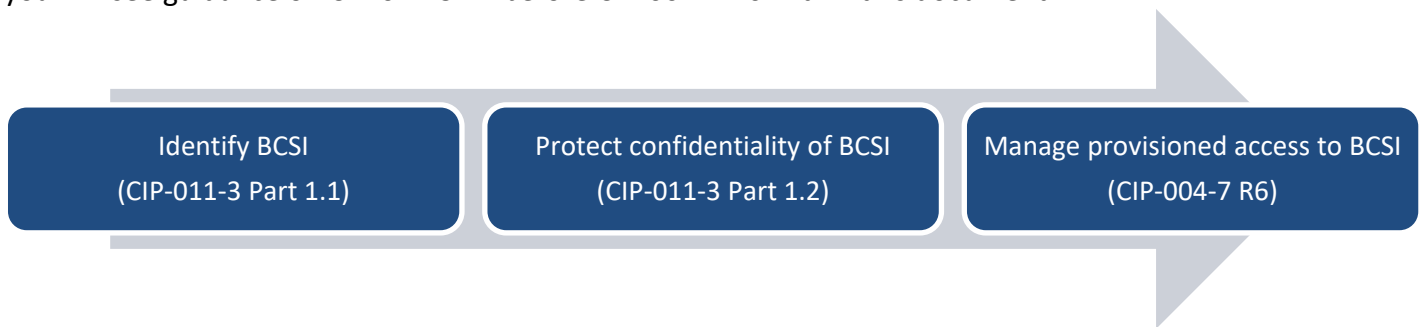 Identify BCSI
(CIP-011-3 Part 1.1)
Protect confidentiality of BCSI
(CIP-011-3 Part 1.2)
Manage provisioned access to BCSI
(CIP-004-7 R6)